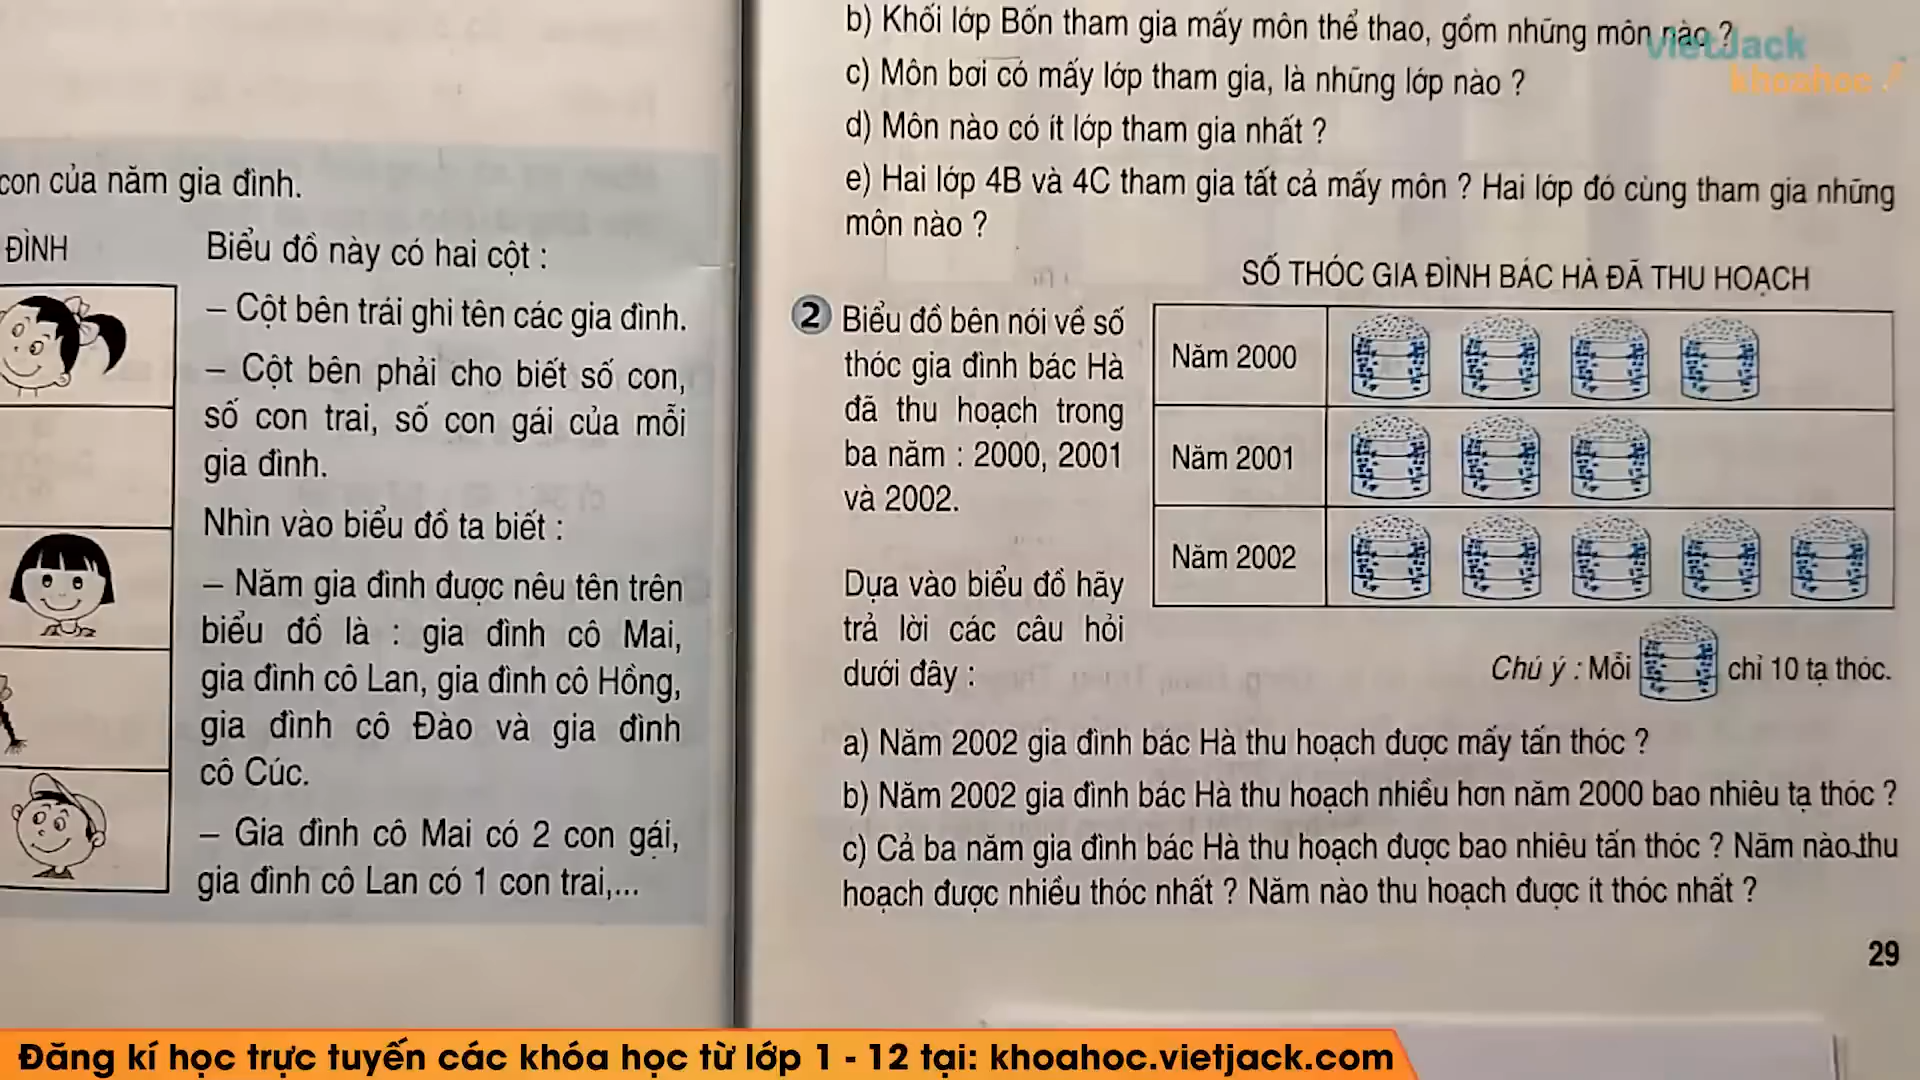 con của năm gia đình.
ĐÌNH
Biểu đồ này có hai cột :
– Cột bên trái ghi tên các gia đình.
– Cột bên phải cho biết số con,
số con trai, số con gái của mỗi
gia đình.
Nhìn vào biểu đồ ta biết :
– Năm gia đình được nêu tên trên
biểu đồ là : gia đình cô Mai,
gia đình cô Lan, gia đình cô Hồng,
gia đình cô Đào và gia đình
cô Cúc.
– Gia đình cô Mai có 2 con gái,
gia đình cô Lan có 1 con trai,...
b) Khối lớp Bốn tham gia mấy môn thể thao, gồm những môn nào ?
c) Môn bơi có mấy lớp tham gia, là những lớp nào ?
d) Môn nào có ít lớp tham gia nhất ?
e) Hai lớp 4B và 4C tham gia tất cả mấy môn ? Hai lớp đó cùng tham gia những
môn nào ?
2 Biểu đồ bên nói về số
thóc gia đình bác Hà
đã thu hoạch trong
ba năm : 2000, 2001
và 2002.
Dựa vào biểu đồ hãy
trả lời các câu hỏi
dưới đây :
SỐ THÓC GIA ĐÌNH BÁC HÀ ĐÃ THU HOẠCH
Năm 2000
Năm 2001
Năm 2002
Chú ý : Mỗi chỉ 10 tạ thóc.
a) Năm 2002 gia đình bác Hà thu hoạch được mấy tấn thóc ?
b) Năm 2002 gia đình bác Hà thu hoạch nhiều hơn năm 2000 bao nhiêu tạ thóc ?
c) Cả ba năm gia đình bác Hà thu hoạch được bao nhiêu tấn thóc ? Năm nào thu
hoạch được nhiều thóc nhất ? Năm nào thu hoạch được ít thóc nhất ?
29
vietJack
khoahoc
Đăng kí học trực tuyến các khóa học từ lớp 1 - 12 tại: khoahoc.vietjack.com